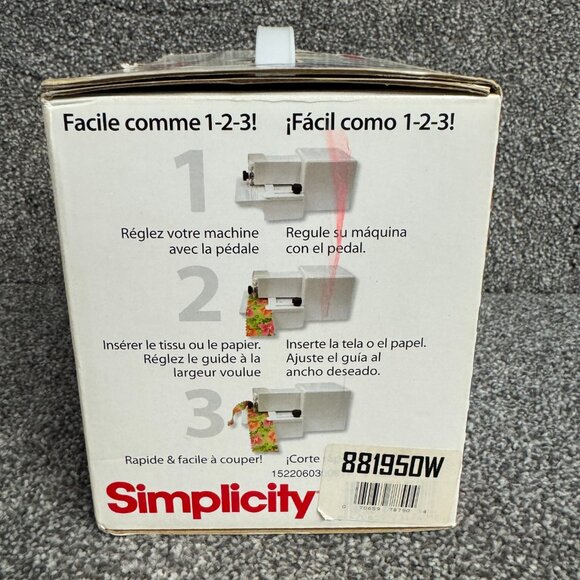 Facile comme 1-2-3!
¡Fácil como 1-2-3!
1
Réglez votre machine
avec la pédale
Regule su máquina
con el pedal.
2
Insérer le tissu ou le papier.
Réglez le guide à la
largeur voulue
Inserte la tela o el papel.
Ajuste el guía al
ancho deseado.
3
Rapide & facile à couper!
¡Corte
Simplicity
881950W